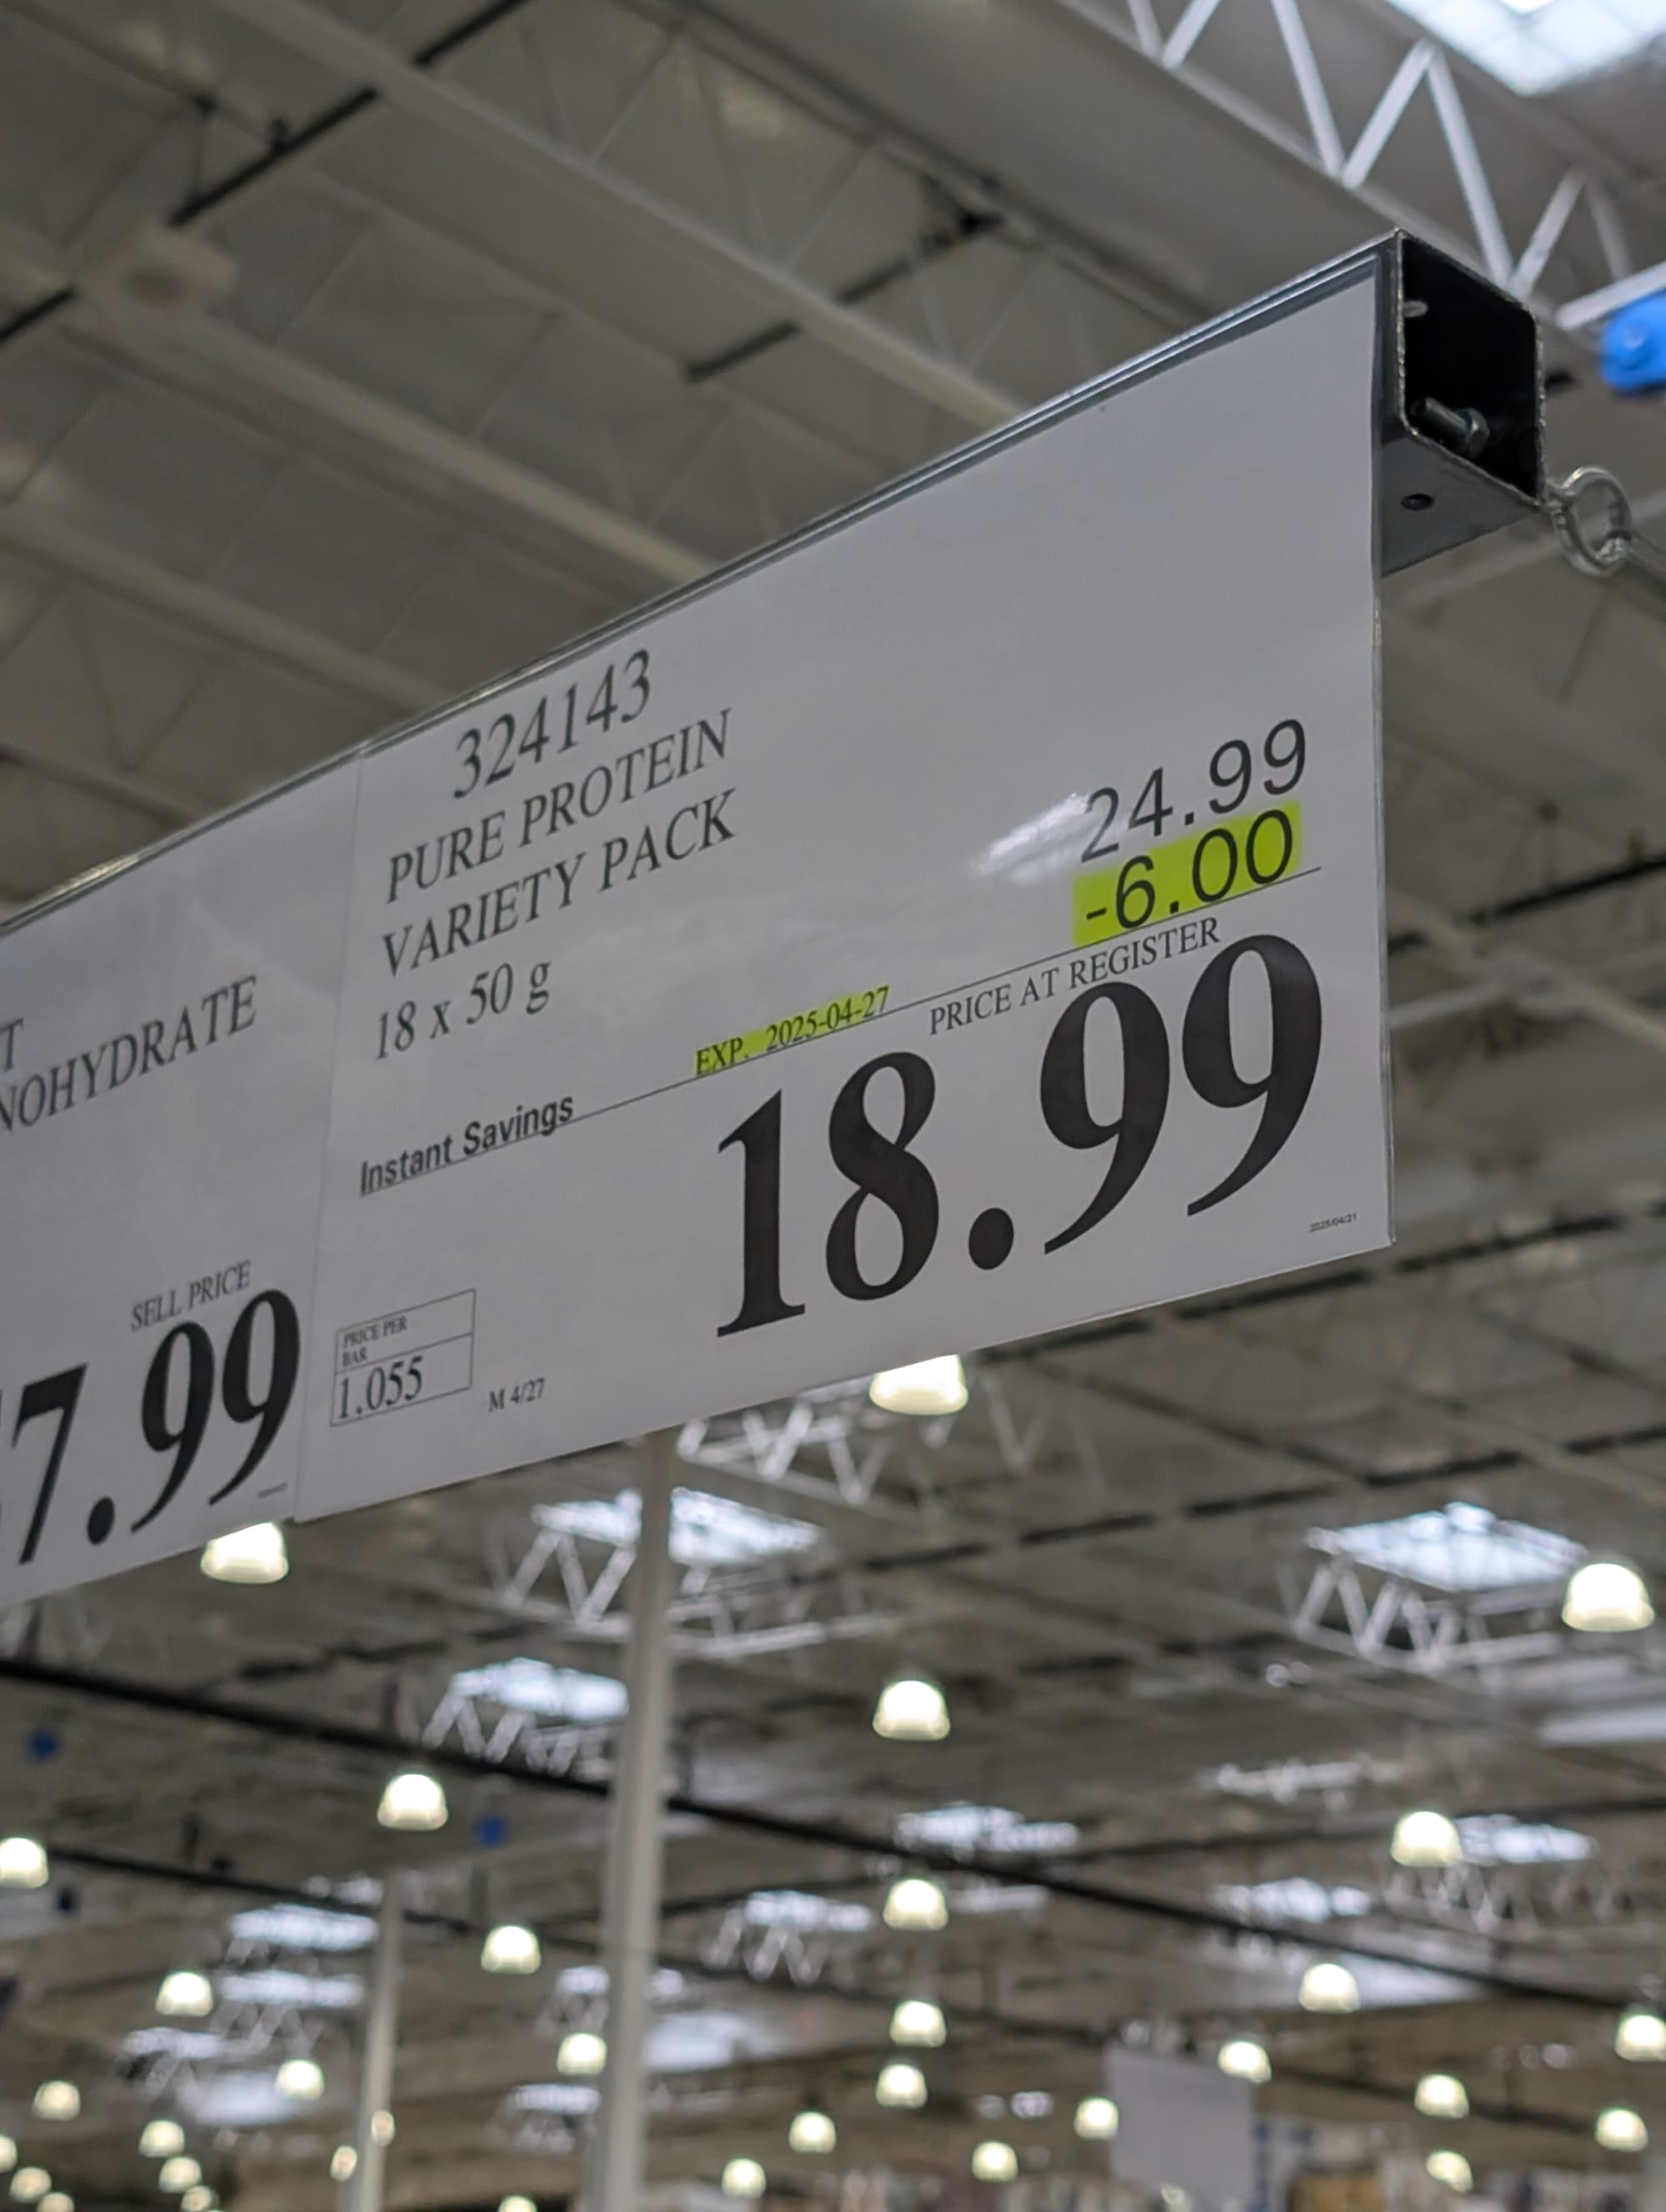 324143
PURE PROTEIN
VARIETY PACK
18 x 50 g
24.99
-6.00
EXP. 2025-04-27
PRICE AT REGISTER
Instant Savings
18.99
2025/04/21
PRICE PER
BAR
1.055
M 4/27
T
NOHYDRATE
SELL PRICE
7.99